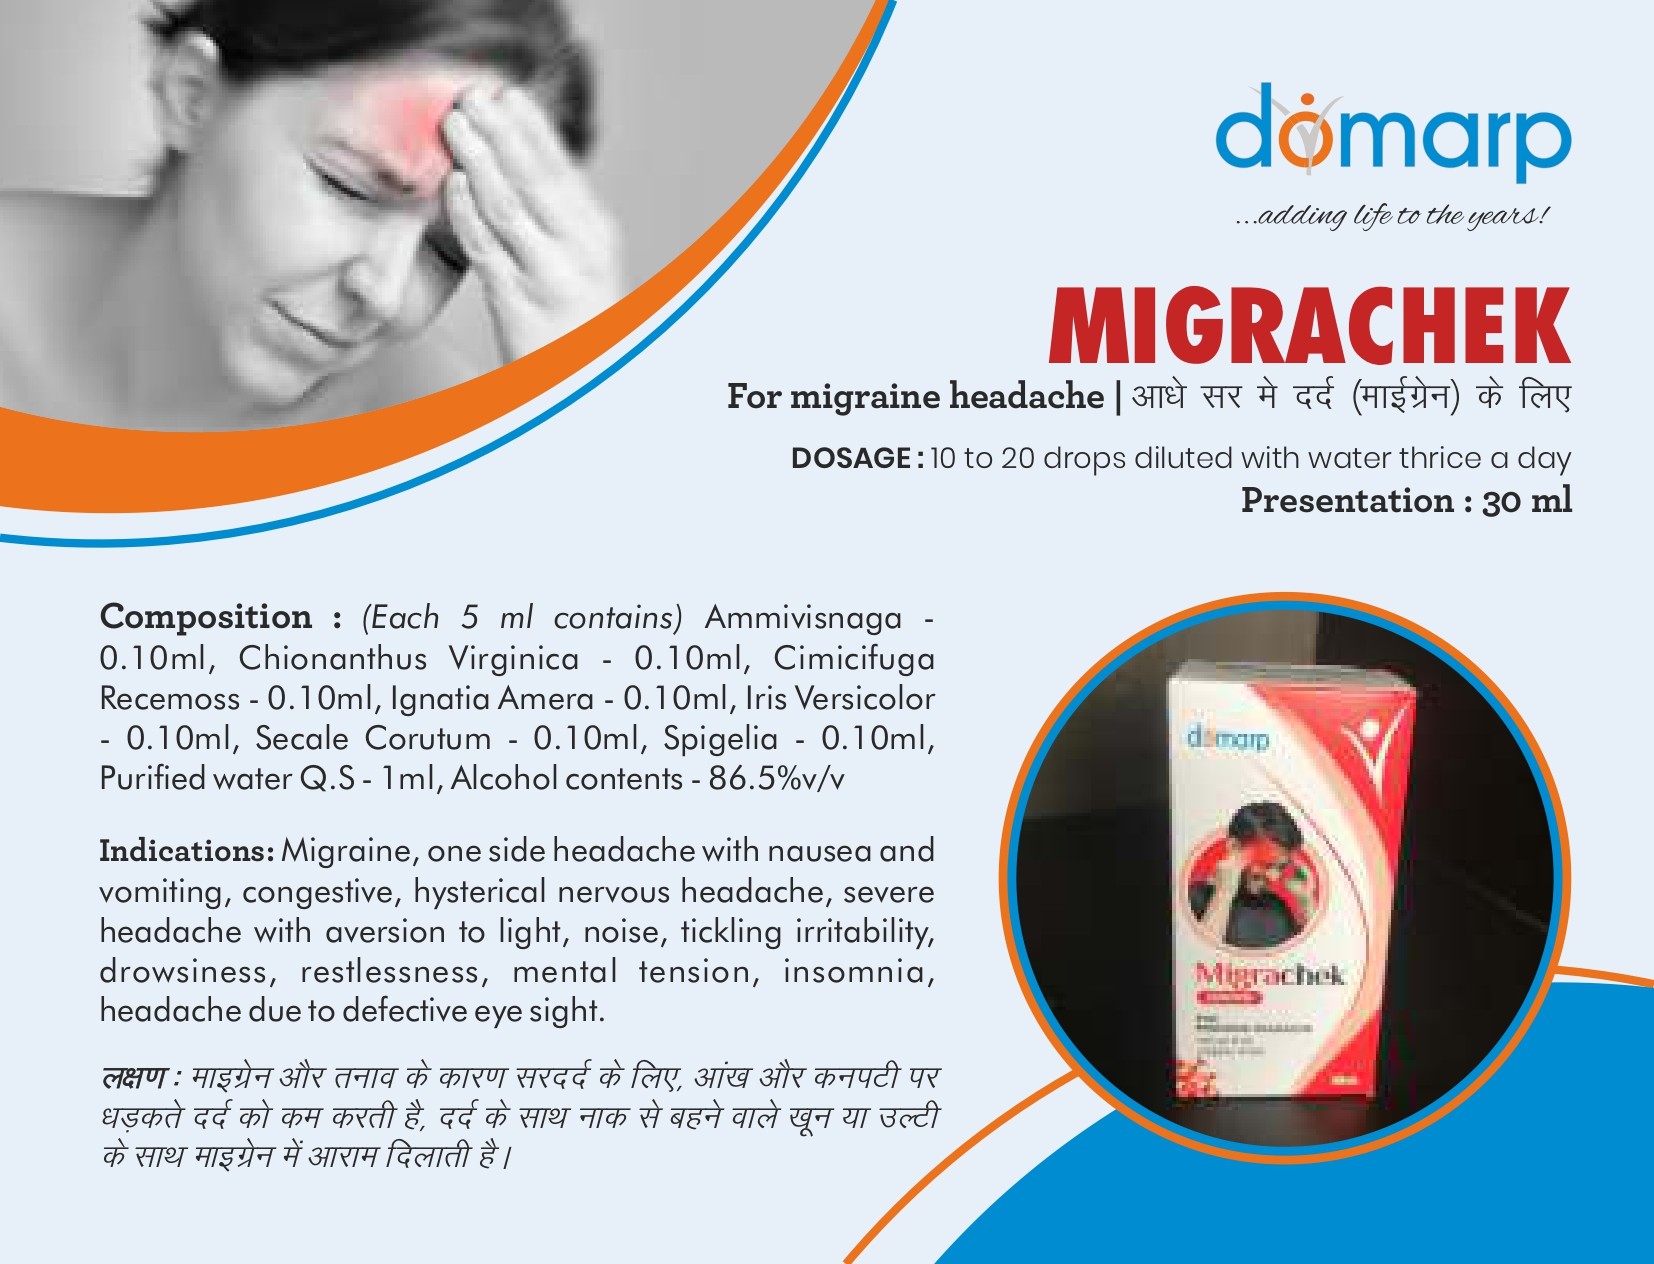 domarp
...adding life to the years!
MIGRACHEK
For migraine headache | आधे सर मे दर्द (माईग्रेन) के लिए
DOSAGE : 10 to 20 drops diluted with water thrice a day
Presentation : 30 ml
Composition : (Each 5 ml contains) Ammivisnaga -
0.10ml, Chionanthus Virginica - 0.10ml, Cimicifuga
Recemoss - 0.10ml, Ignatia Amera - 0.10ml, Iris Versicolor
- 0.10ml, Secale Corutum - 0.10ml, Spigelia - 0.10ml,
Purified water Q.S - 1ml, Alcohol contents - 86.5%v/v
Indications: Migraine, one side headache with nausea and
vomiting, congestive, hysterical nervous headache, severe
headache with aversion to light, noise, tickling irritability,
drowsiness, restlessness, mental tension, insomnia,
headache due to defective eye sight.
लक्षण : माइग्रेन और तनाव के कारण सरदर्द के लिए, आंख और कनपटी पर
धड़कते दर्द को कम करती है, दर्द के साथ नाक से बहने वाले खून या उल्टी
के साथ माइग्रेन में आराम दिलाती है।
domarp
Migrachek